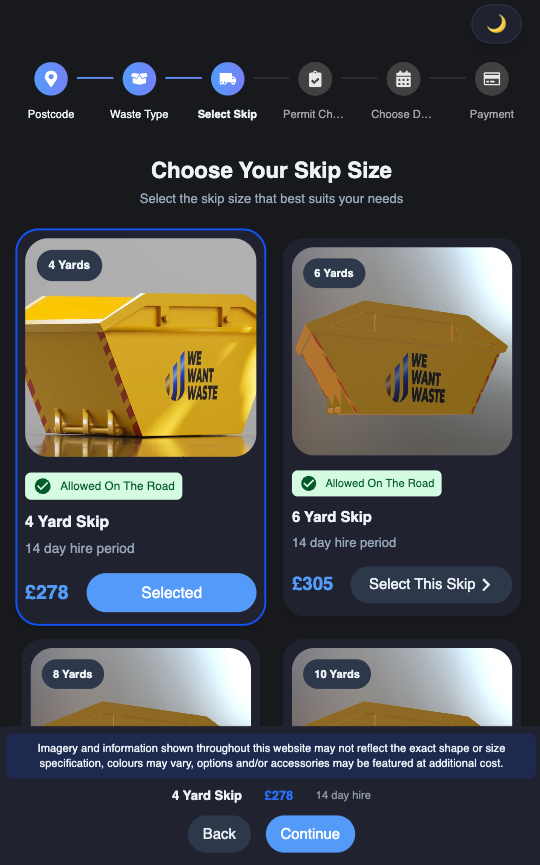 Postcode
Waste Type
Select Skip
Permit Ch...
Choose D...
Payment
Choose Your Skip Size
Select the skip size that best suits your needs
4 Yards
WE
WANT
WASTE
Allowed On The Road
4 Yard Skip
14 day hire period
£278
Selected
6 Yards
WE
WANT
WASTE
Allowed On The Road
6 Yard Skip
14 day hire period
£305
Select This Skip
8 Yards
10 Yards
Imagery and information shown throughout this website may not reflect the exact shape or size
specification, colours may vary, options and/or accessories may be featured at additional cost.
4 Yard Skip £278 14 day hire
Back
Continue